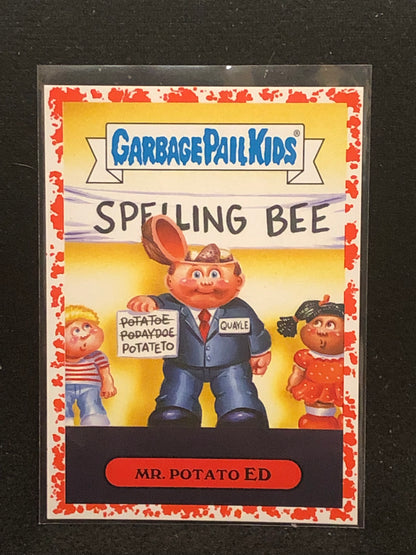 GARBAGE PAIL KIDS®
SPELLING BEE
POTATOE
PODAYDOE
POTATETO
QUAYLE
MR. POTATO ED